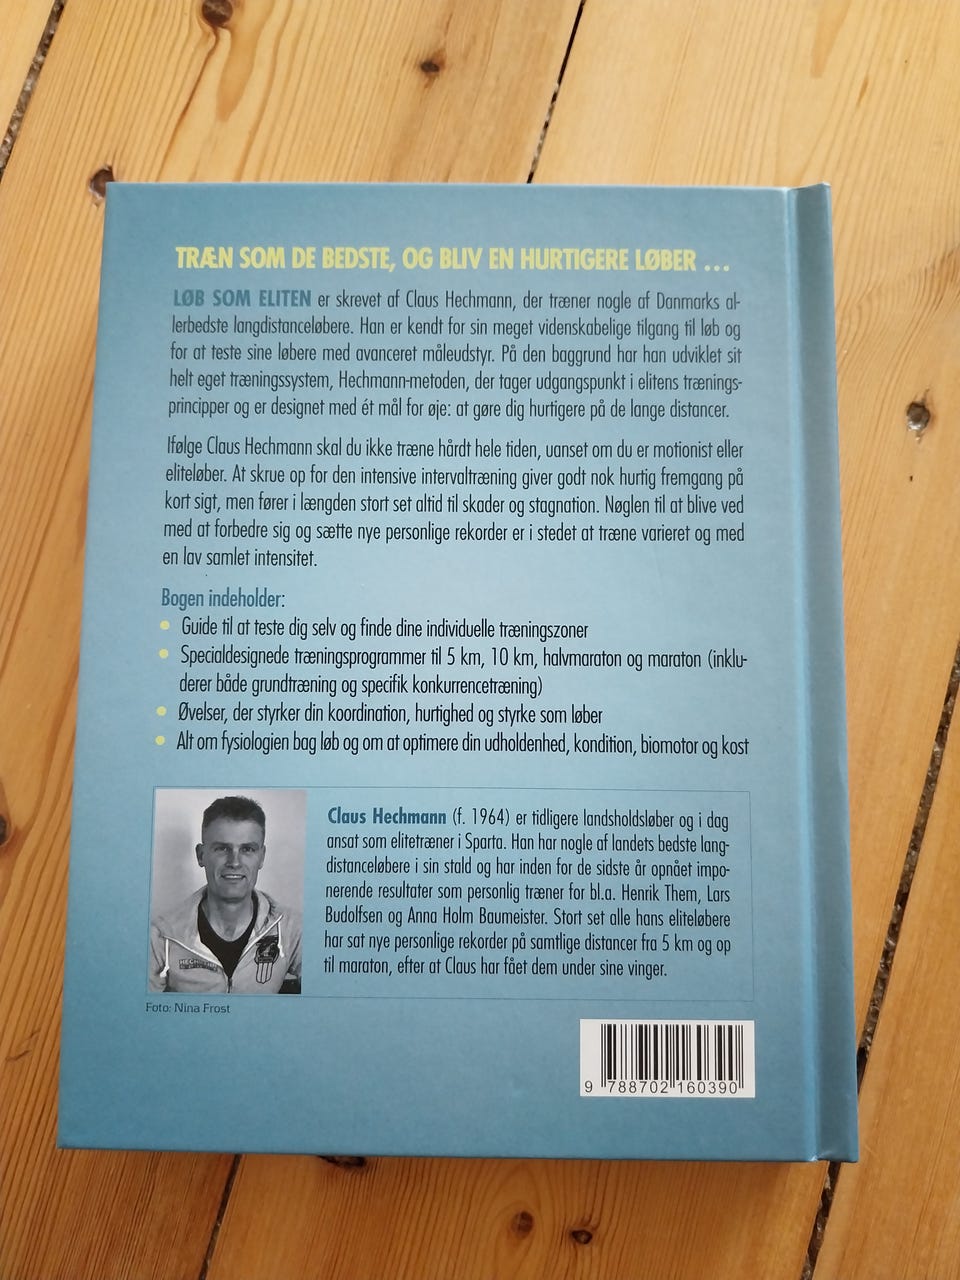 TRÆN SOM DE BEDSTE, OG BLIV EN HURTIGERE LØBER ...
LØB SOM ELITEN er skrevet af Claus Hechmann, der træner nogle af Danmarks al-
lerbedste langdistanceløbere. Han er kendt for sin meget videnskabelige tilgang til løb og
for at teste sine løbere med avanceret måleudstyr. På den baggrund har han udviklet sit
helt eget træningssystem, Hechmann-metoden, der tager udgangspunkt i elitens trænings-
principper og er designet med ét mål for øje: at gøre dig hurtigere på de lange distancer.
Ifølge Claus Hechmann skal du ikke træne hårdt hele tiden, uanset om du er motionist eller
eliteløber. At skrue op for den intensive intervaltræning giver godt nok hurtig fremgang på
kort sigt, men fører i længden stort set altid til skader og stagnation. Nøglen til at blive ved
med at forbedre sig og sætte nye personlige rekorder er i stedet at træne varieret og med
en lav samlet intensitet.
Bogen indeholder:
• Guide til at teste dig selv og finde dine individuelle træningszoner
• Specialdesignede træningsprogrammer til 5 km, 10 km, halvmaraton og maraton (inklu-
derer både grundtræning og specifik konkurrencetræning)
• Øvelser, der styrker din koordination, hurtighed og styrke som løber
• Alt om fysiologien bag løb og om at optimere din udholdenhed, kondition, biomotor og kost
Claus Hechmann (f. 1964) er tidligere landsholdsløber og i dag
ansat som elitetræner i Sparta. Han har nogle af landets bedste lang-
distanceløbere i sin stald og har inden for de sidste år opnået impo-
nerende resultater som personlig træner for bl.a. Henrik Them, Lars
Budolfsen og Anna Holm Baumeister. Stort set alle hans eliteløbere
har sat nye personlige rekorder på samtlige distancer fra 5 km og op
til maraton, efter at Claus har fået dem under sine vinger.
Foto: Nina Frost
9 788702 160390